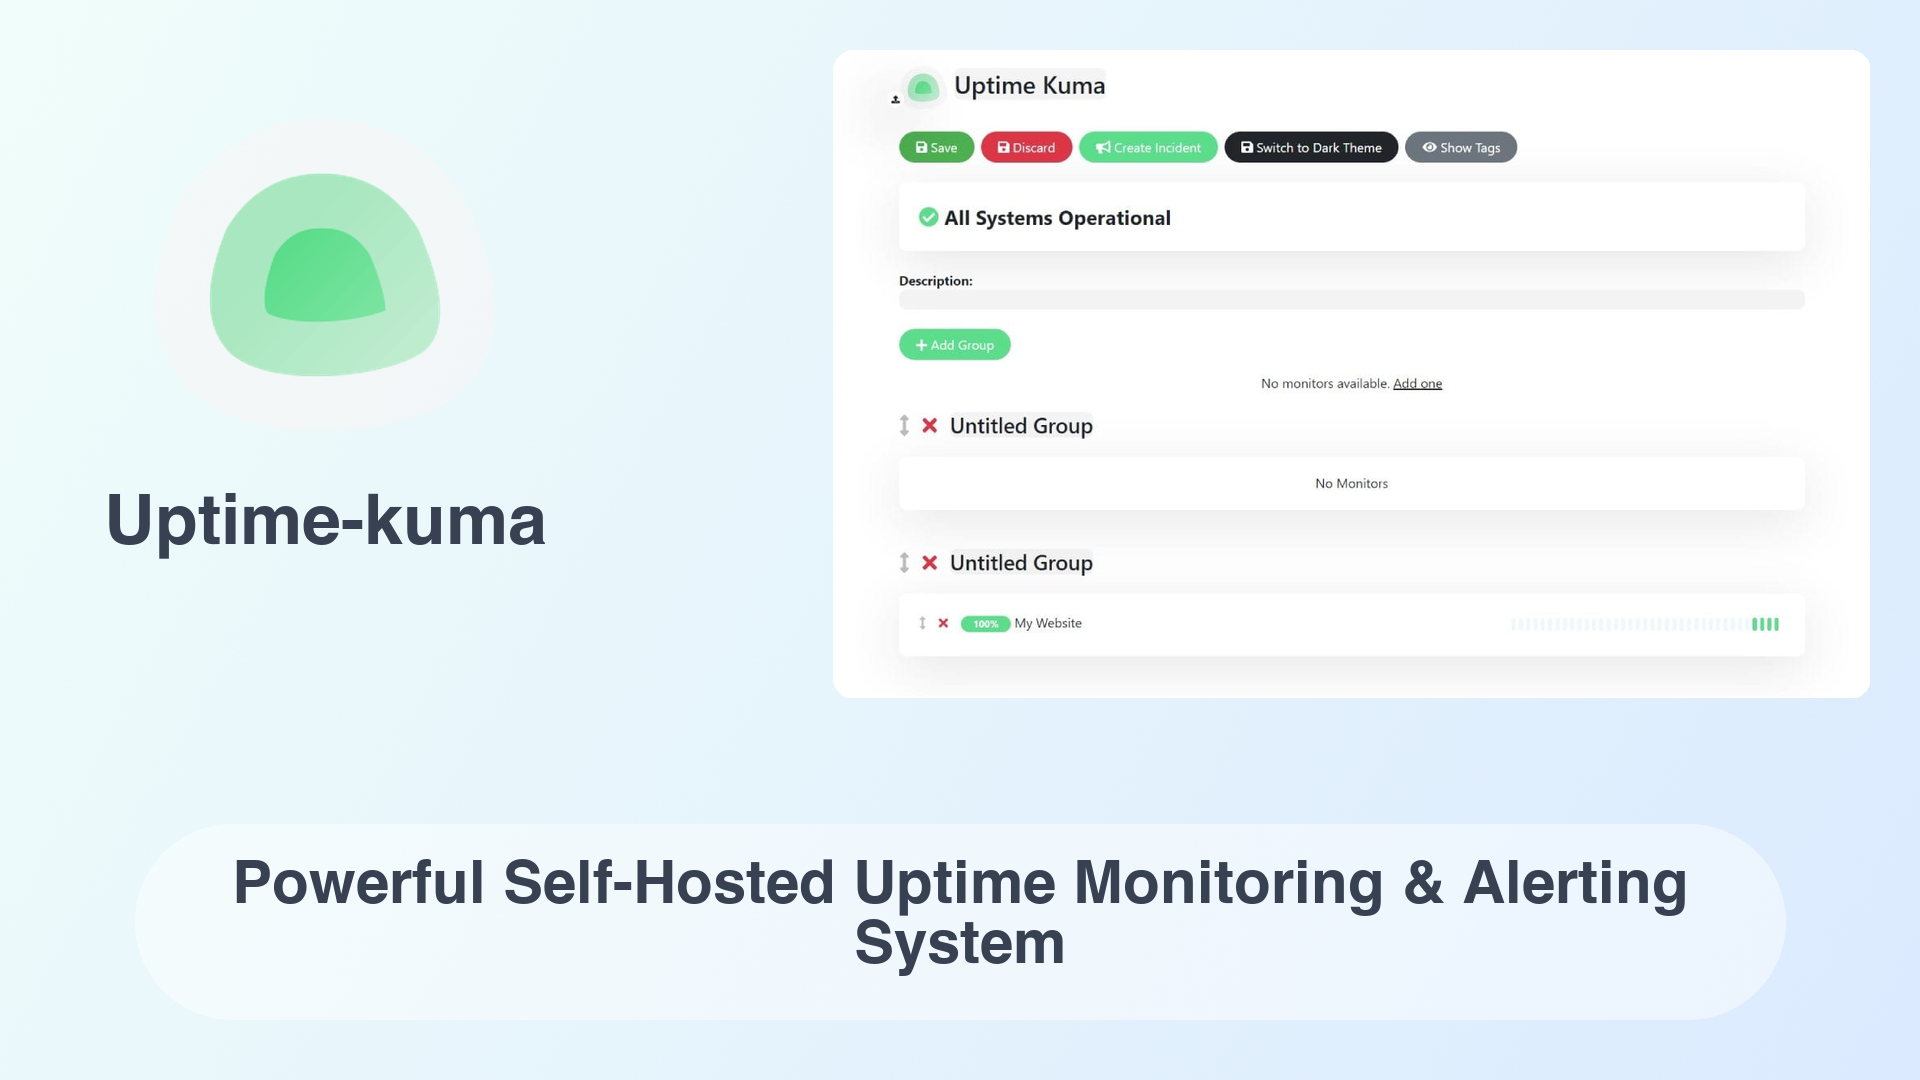 Uptime-kuma
Uptime Kuma
Save Discard Create Incident Switch to Dark Theme Show Tags
All Systems Operational
Description:
Add Group
No monitors available. Add one
Untitled Group
No Monitors
Untitled Group
100% My Website
Powerful Self-Hosted Uptime Monitoring & Alerting
System